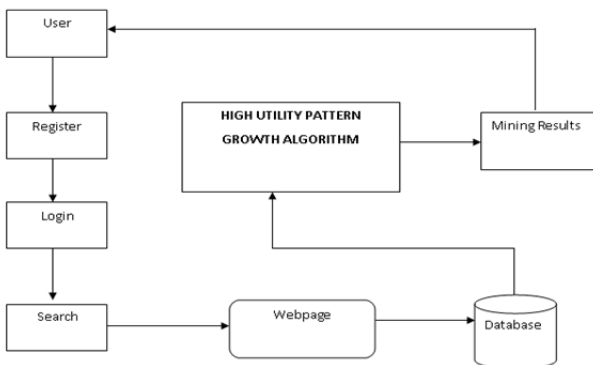 User
Register
Login
Search
HIGH UTILITY PATTERN
GROWTH ALGORITHM
Mining Results
Webpage
Database